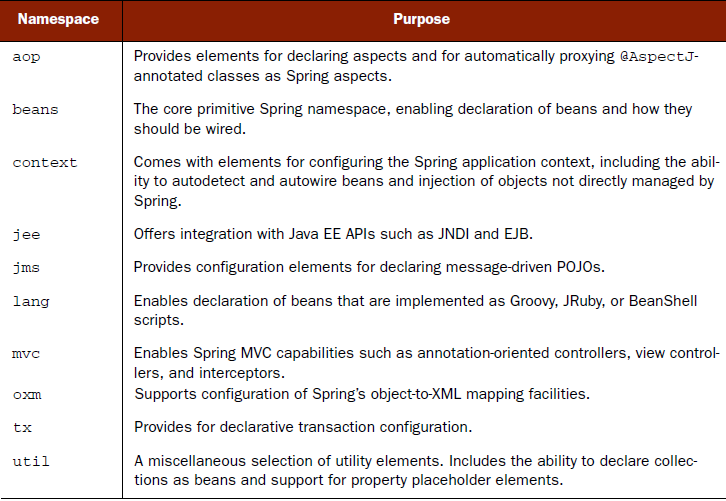 Namespace Purpose
aop Provides elements for declaring aspects and for automatically proxying @AspectJ-
annotated classes as Spring aspects.
beans The core primitive Spring namespace, enabling declaration of beans and how they
should be wired.
context Comes with elements for configuring the Spring application context, including the abil-
ity to autodetect and autowire beans and injection of objects not directly managed by
Spring.
jee Offers integration with Java EE APIs such as JNDI and EJB.
jms Provides configuration elements for declaring message-driven POJOs.
lang Enables declaration of beans that are implemented as Groovy, JRuby, or BeanShell
scripts.
mvc Enables Spring MVC capabilities such as annotation-oriented controllers, view control-
lers, and interceptors.
oxm Supports configuration of Spring’s object-to-XML mapping facilities.
tx Provides for declarative transaction configuration.
util A miscellaneous selection of utility elements. Includes the ability to declare collec-
tions as beans and support for property placeholder elements.